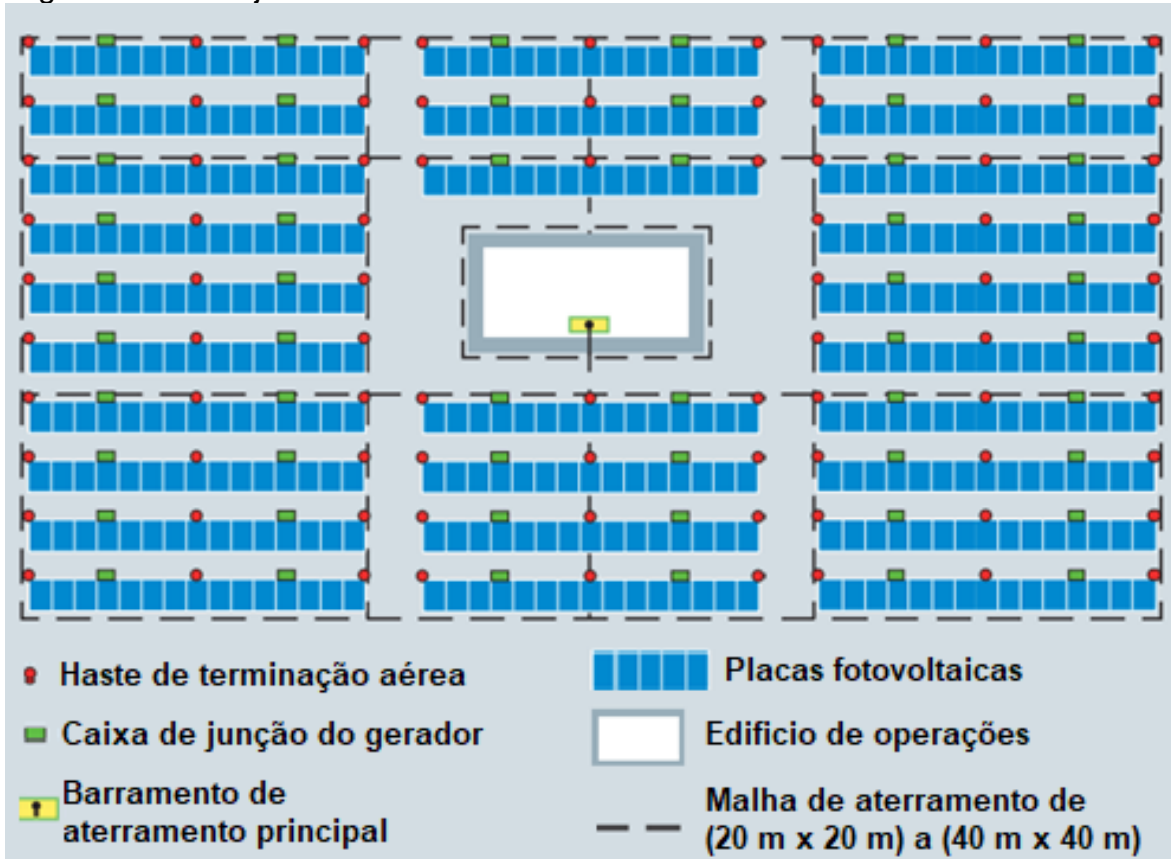 Haste de terminação aérea
Placas fotovoltaicas
Caixa de junção do gerador
Edificio de operações
Barramento de
aterramento principal
Malha de aterramento de
(20 m x 20 m) a (40 m x 40 m)